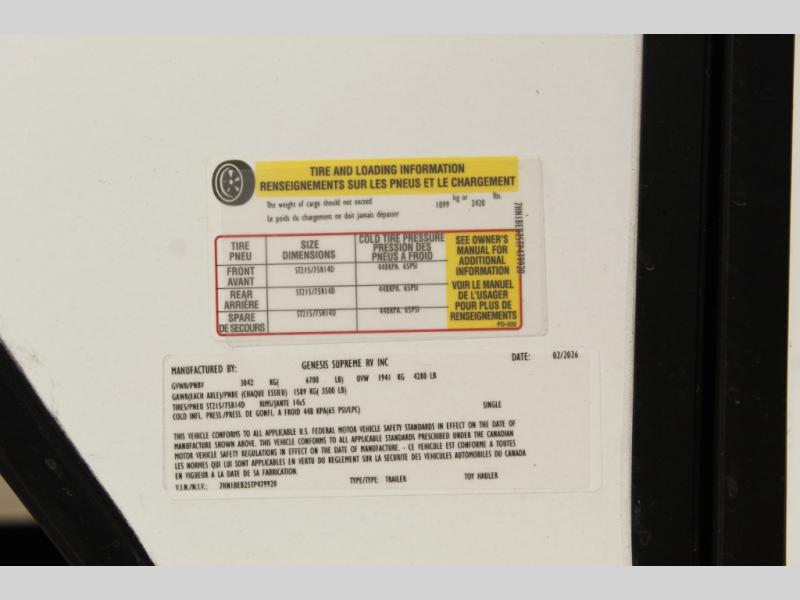 TIRE AND LOADING INFORMATION
RENSEIGNEMENTS SUR LES PNEUS ET LE CHARGEMENT
The weight of cargo should not exceed 1099 kg or 2420 lbs.
Le poids du chargement ne doit jamais dépasser
TIRE PNEU SIZE DIMENSIONS COLD TIRE PRESSURE PRESSION DES PNEUS A FROID
FRONT AVANT ST215/75R14D 448KPA, 65PSI
REAR ARRIÈRE ST215/75R14D 448KPA, 65PSI
SPARE DE SECOURS ST215/75R14D 448KPA, 65PSI
SEE OWNER'S
MANUAL FOR
ADDITIONAL
INFORMATION
VOIR LE MANUEL
DE L'USAGER
POUR PLUS DE
RENSEIGNEMENTS
7HN1BEB25TP479920
MANUFACTURED BY: GENESIS SUPREME RV INC DATE: 02/2026
GVWR/PNBV 3042 KG( 6700 LB) UVW 1941 KG 4280 LB
GAWR(EACH AXLE)/PNBE (CHAQUE ESSIEU) 1589 KG( 3500 LB)
TIRES/PNEU ST215/75R14D RIMS/JANTE 14x5 SINGLE
COLD INFL. PRESS./PRESS. DE GONFL. A FROID 448 KPA(65 PSI/LPC)
THIS VEHICLE CONFORMS TO ALL APPLICABLE U.S. FEDERAL MOTOR VEHICLE SAFETY STANDARDS IN EFFECT ON THE DATE OF
MANUFACTURE SHOWN ABOVE. THIS VEHICLE CONFORMS TO ALL APPLICABLE STANDARDS PRESCRIBED UNDER THE CANADIAN
MOTOR VEHICLE SAFETY REGULATIONS IN EFFECT ON THE DATE OF MANUFACTURE. - CE VEHICULE EST CONFORME A TOUTES
LES NORMES QUI LUI SONT APPLICABLES EN VERTU DU REGLEMENT SUR LA SECURITE DES VEHICULES AUTOMOBILES DU CANADA
EN VIGUEUR A LA DATE DE SA FABRICATION.
V.I.N./N.I.V.: 7HN1BEB25TP479920 TYPE/TYPE: TRAILER TOY HAULER